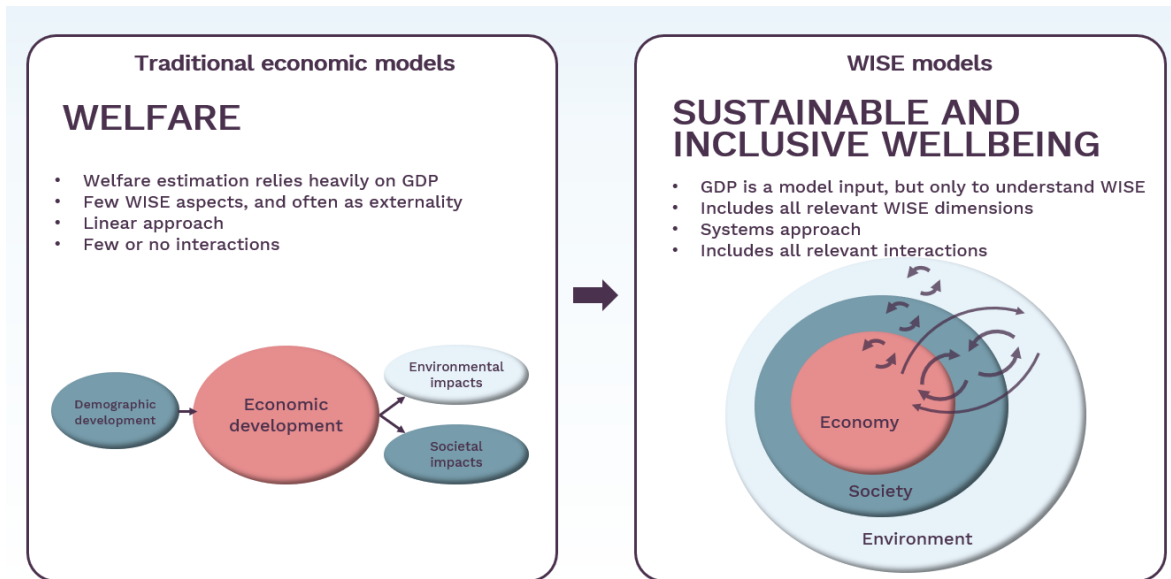 Traditional economic models
WELFARE
• Welfare estimation relies heavily on GDP
• Few WISE aspects, and often as externality
• Linear approach
• Few or no interactions
Demographic
development
Economic
development
Environmental
impacts
Societal
impacts
WISE models
SUSTAINABLE AND
INCLUSIVE WELLBEING
• GDP is a model input, but only to understand WISE
• Includes all relevant WISE dimensions
• Systems approach
• Includes all relevant interactions
Economy
Society
Environment